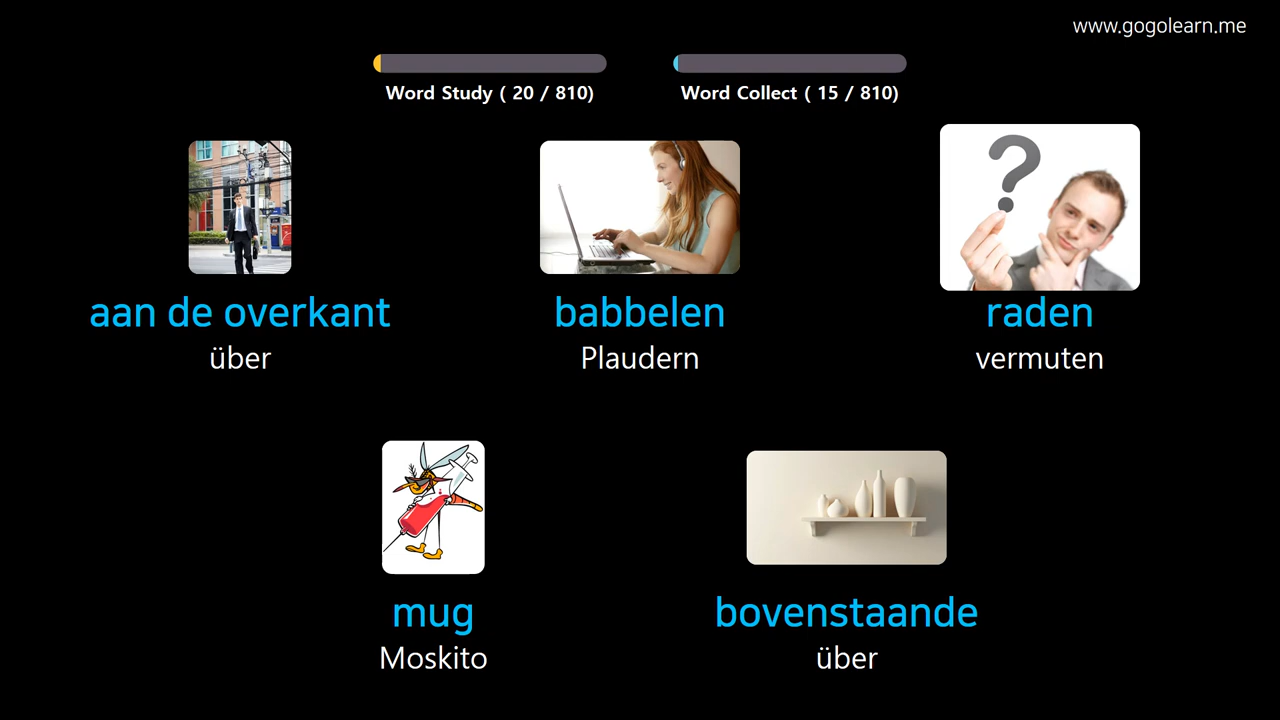 www.gogolearn.me
Word Study ( 20 / 810)
Word Collect ( 15 / 810)
aan de overkant
über
babbelen
Plaudern
raden
vermuten
mug
Moskito
bovenstaande
über